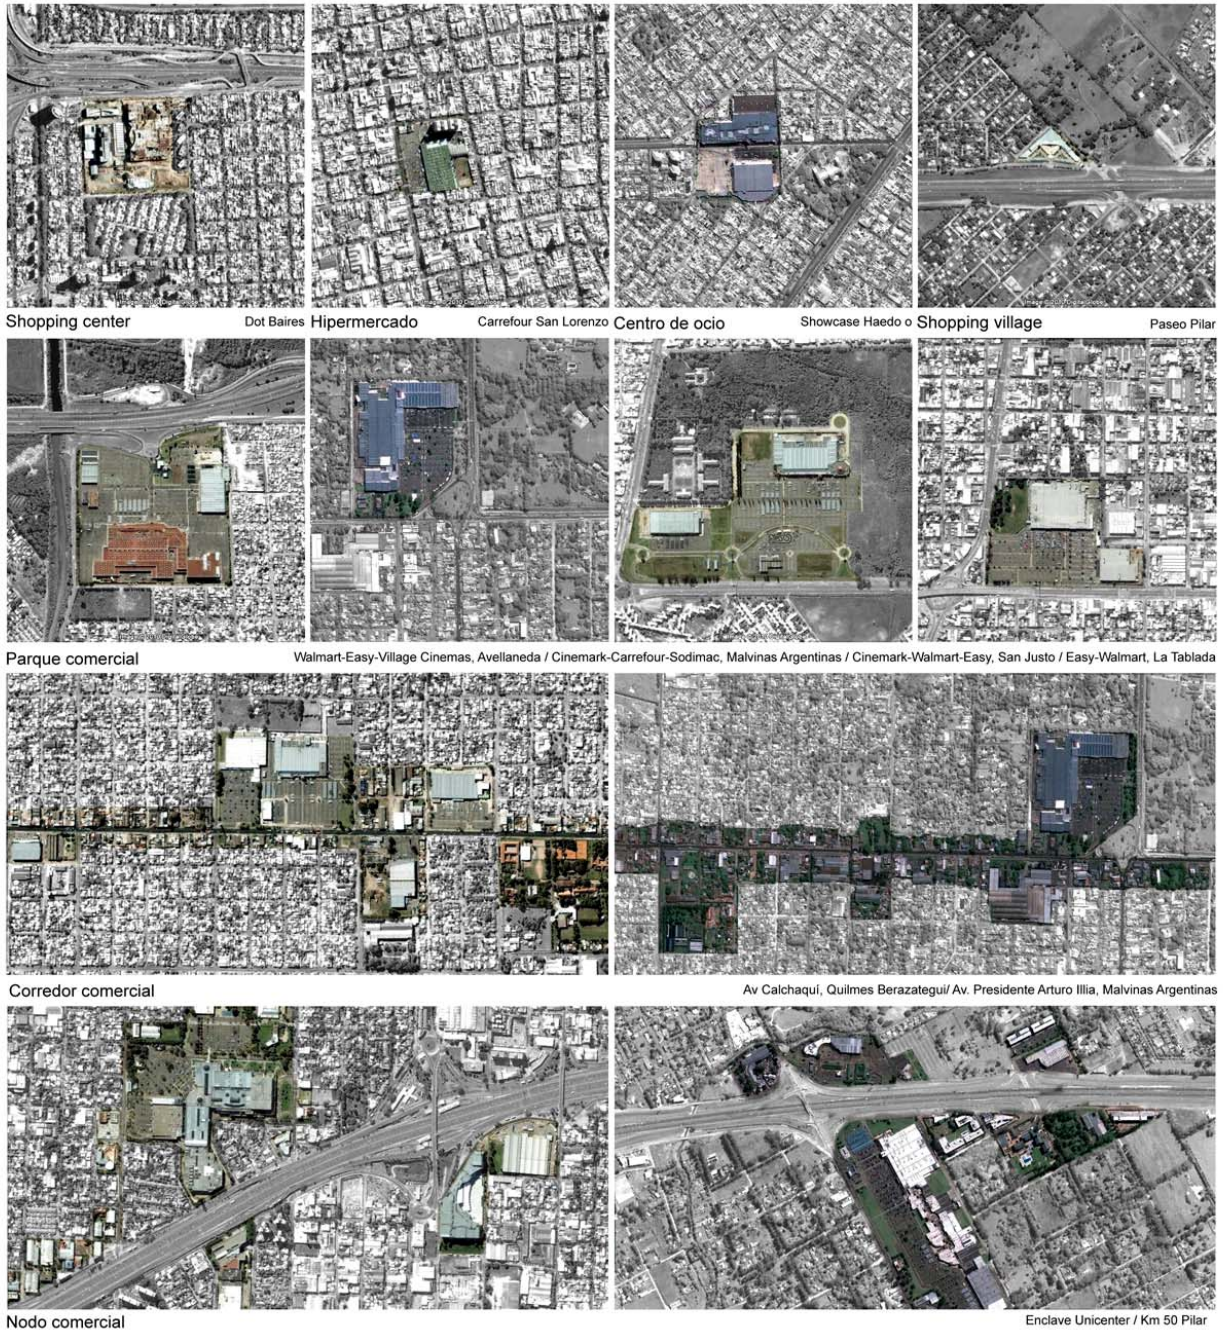 Shopping center Dot Baires Hipermercado Carrefour San Lorenzo Centro de ocio Showcase Haedo o Shopping village Paseo Pilar
Parque comercial Walmart-Easy-Village Cinemas, Avellaneda / Cinemark-Carrefour-Sodimac, Malvinas Argentinas / Cinemark-Walmart-Easy, San Justo / Easy-Walmart, La Tablada
Corredor comercial Av Calchaquí, Quilmes Berazategui/ Av. Presidente Arturo Illia, Malvinas Argentinas
Nodo comercial Enclave Unicenter / Km 50 Pilar